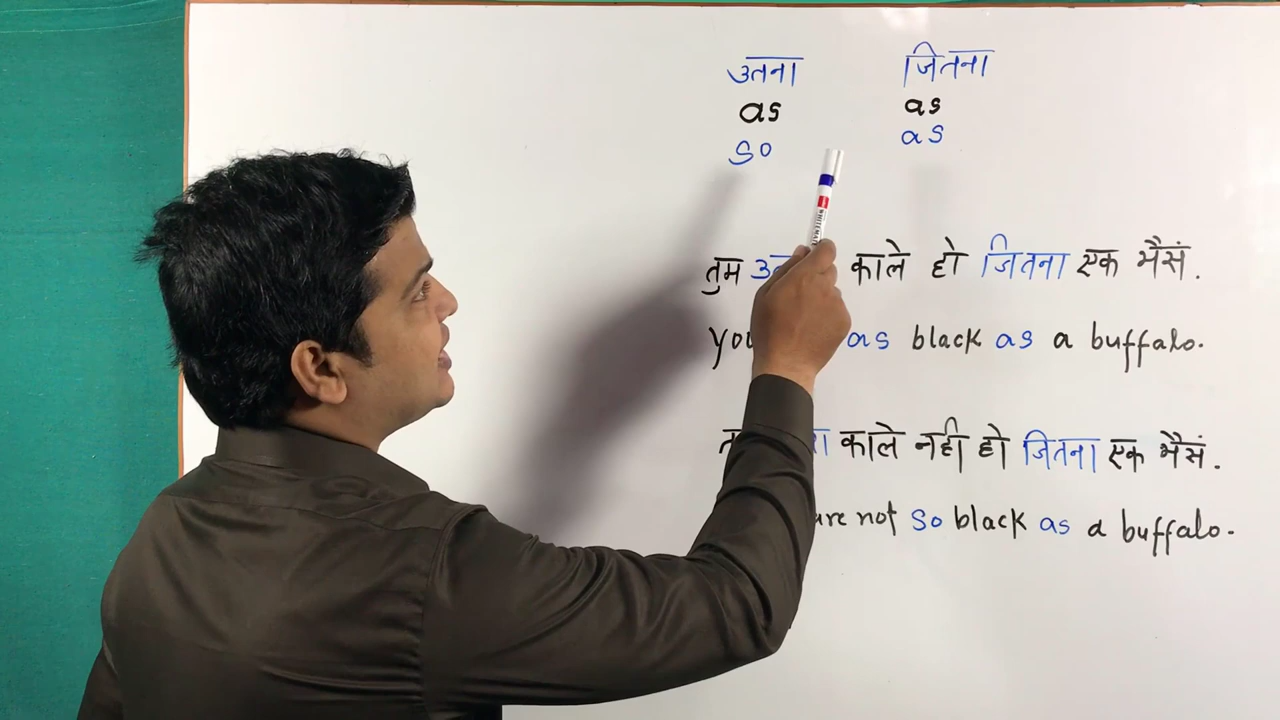 उतना जितना
as as
so as
तुम काले हो जितना एक भैसं.
you as black as a buffalo.
काले नही हो जितना एक भैसं.
are not so black as a buffalo.